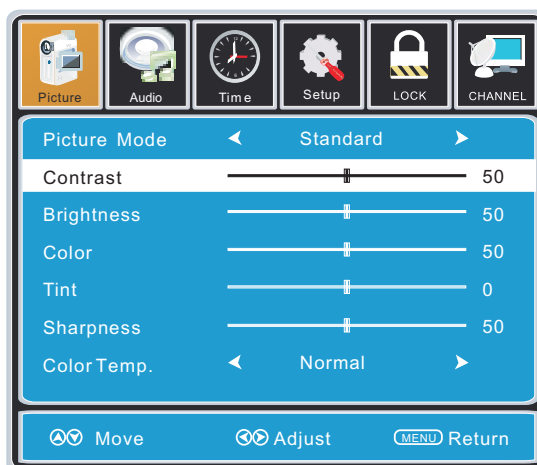 Picture Audio Time Setup LOCK CHANNEL
Picture Mode Standard
Contrast 50
Brightness 50
Color 50
Tint 0
Sharpness 50
Color Temp. Normal
Move Adjust MENU Return